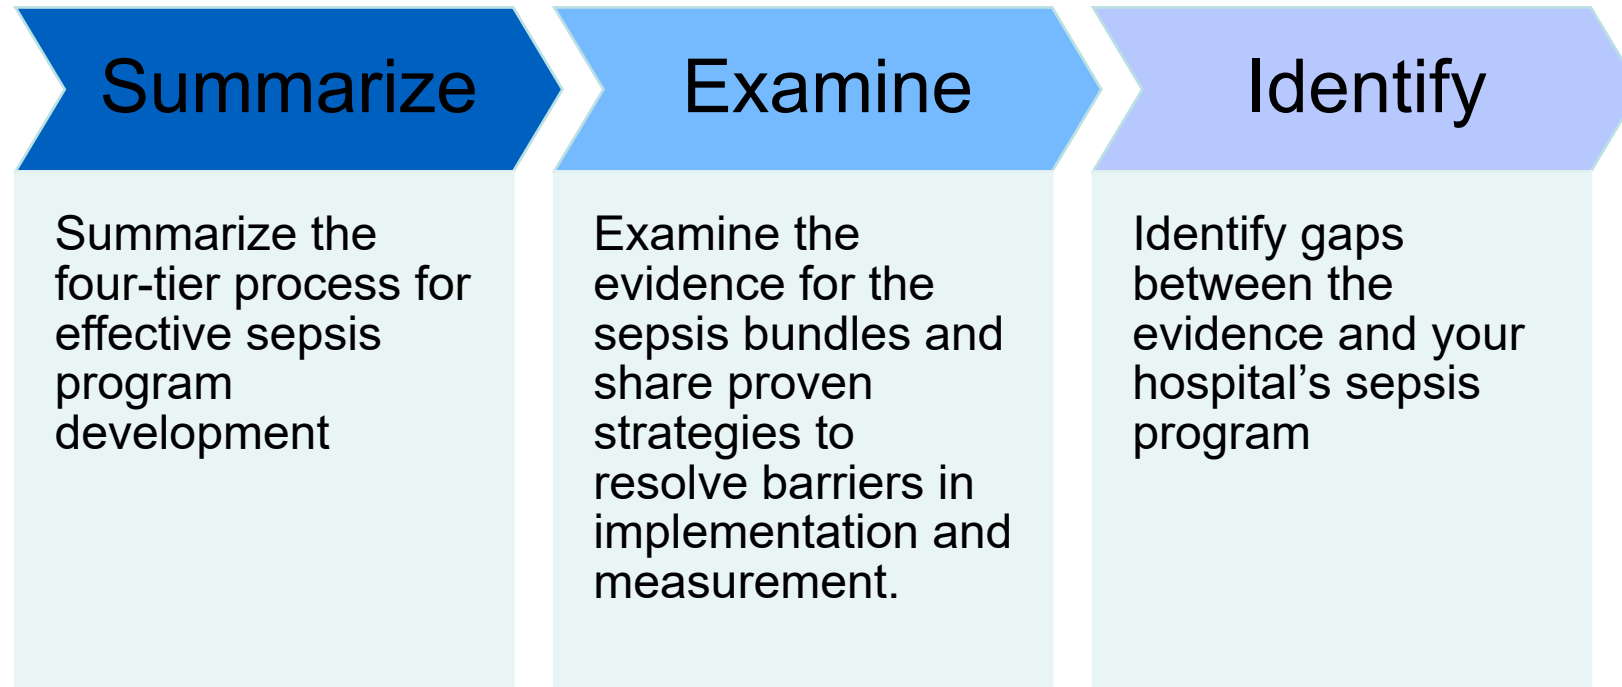 Summarize
Summarize the
four-tier process for
effective sepsis
program
development
Examine
Examine the
evidence for the
sepsis bundles and
share proven
strategies to
resolve barriers in
implementation and
measurement.
Identify
Identify gaps
between the
evidence and your
hospital’s sepsis
program